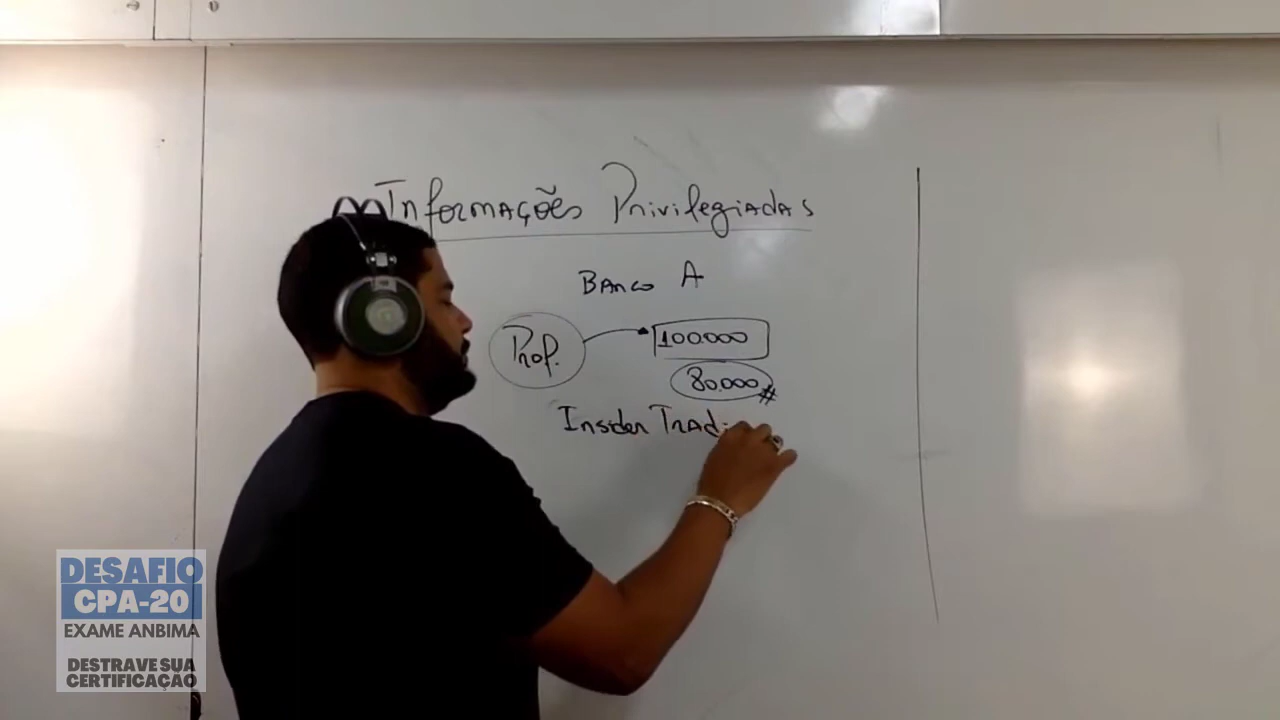 Informações Privilegiadas
Banco A
Prof.
100.000
80.000 #
Insider Trad
DESAFIO
CPA-20
EXAME ANBIMA
DESTRAVE SUA
CERTIFICAÇÃO